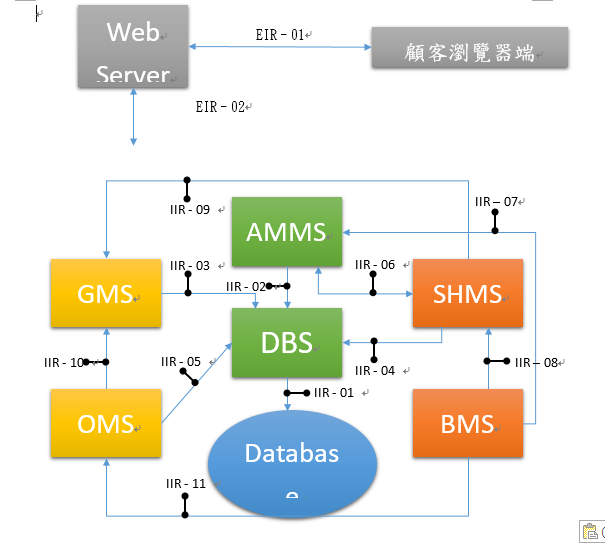 Web
Server
EIR - 01
顧客瀏覽器端
EIR - 02
IIR - 09
IIR - 07
AMMS
IIR - 03
IIR - 06
GMS
IIR - 02
SHMS
DBS
IIR - 10
IIR - 05
IIR - 04
IIR - 08
IIR - 01
OMS
BMS
Databas
e
IIR - 11